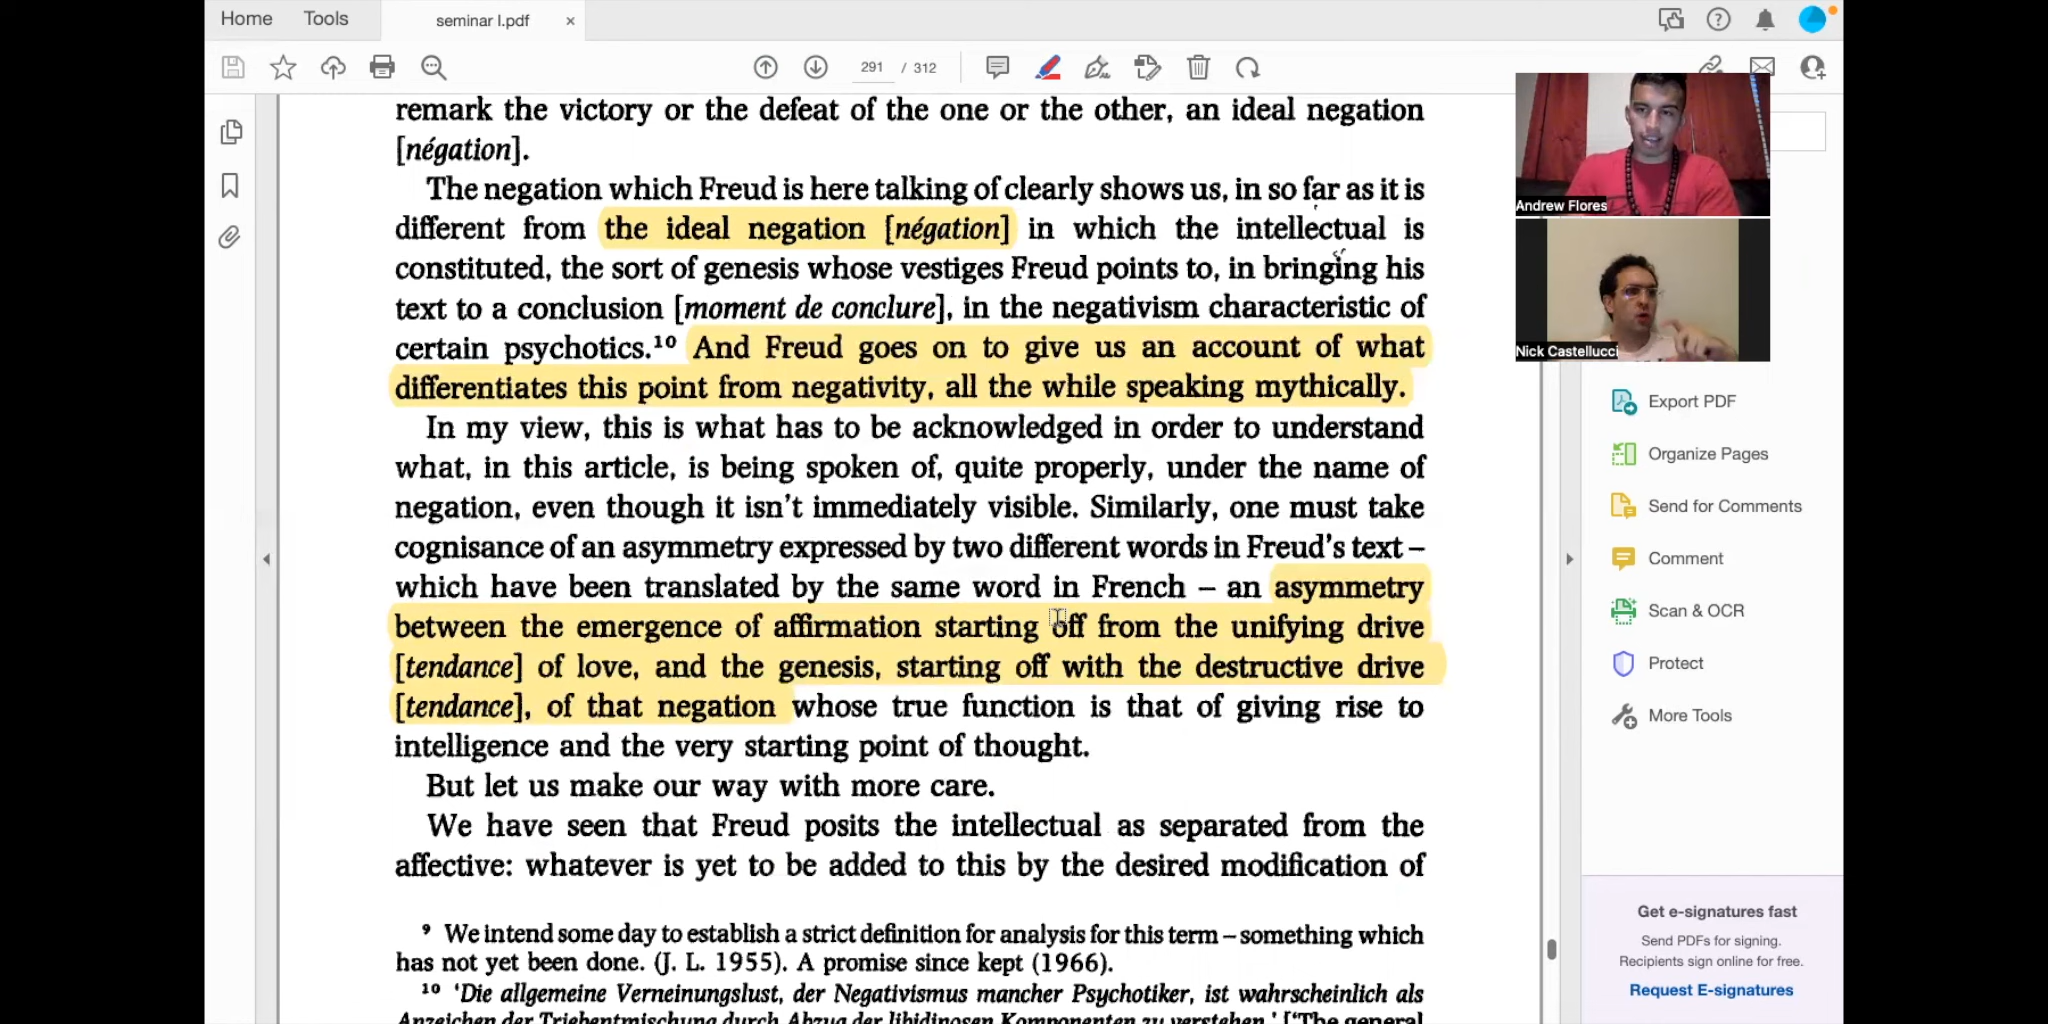 Home Tools seminar I.pdf ×
291 / 312
remark the victory or the defeat of the one or the other, an ideal negation
[négation].
The negation which Freud is here talking of clearly shows us, in so far as it is
different from the ideal negation [négation] in which the intellectual is
constituted, the sort of genesis whose vestiges Freud points to, in bringing his
text to a conclusion [moment de conclure], in the negativism characteristic of
certain psychotics.¹⁰ And Freud goes on to give us an account of what
differentiates this point from negativity, all the while speaking mythically.
In my view, this is what has to be acknowledged in order to understand
what, in this article, is being spoken of, quite properly, under the name of
negation, even though it isn't immediately visible. Similarly, one must take
cognisance of an asymmetry expressed by two different words in Freud's text –
which have been translated by the same word in French – an asymmetry
between the emergence of affirmation starting off from the unifying drive
[tendance] of love, and the genesis, starting off with the destructive drive
[tendance], of that negation whose true function is that of giving rise to
intelligence and the very starting point of thought.
But let us make our way with more care.
We have seen that Freud posits the intellectual as separated from the
affective: whatever is yet to be added to this by the desired modification of
⁹ We intend some day to establish a strict definition for analysis for this term – something which
has not yet been done. (J. L. 1955). A promise since kept (1966).
¹⁰ 'Die allgemeine Verneinungslust, der Negativismus mancher Psychotiker, ist wahrscheinlich als
Anzeichen der Triebentmischung durch Abzug der libidinosen Komponenten zu verstehen.' ['The general
Andrew Flores
Nick Castellucci
Export PDF
Organize Pages
Send for Comments
Comment
Scan & OCR
Protect
More Tools
Get e-signatures fast
Send PDFs for signing.
Recipients sign online for free.
Request E-signatures